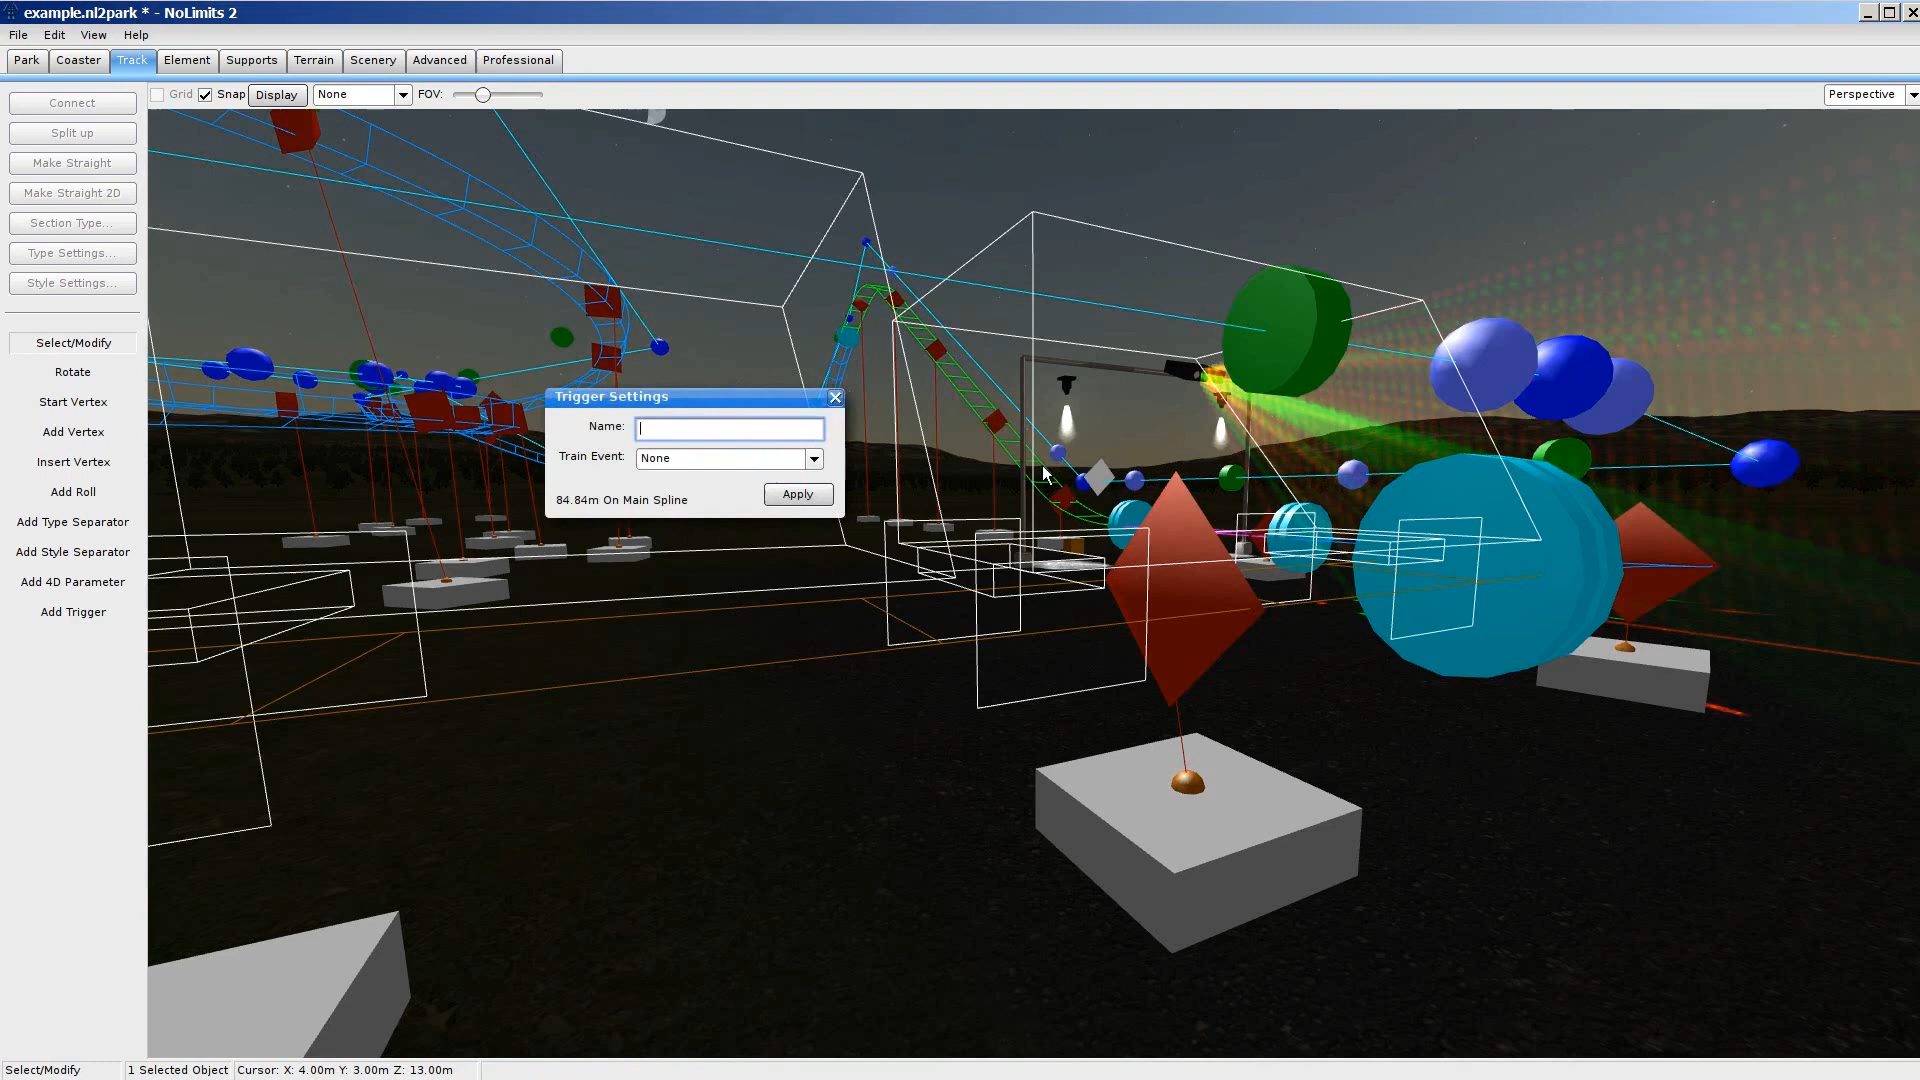 example.nl2park * - NoLimits 2
File Edit View Help
Park Coaster Track Element Supports Terrain Scenery Advanced Professional
Grid Snap Display None FOV: Perspective
Connect
Split up
Make Straight
Make Straight 2D
Section Type...
Type Settings...
Style Settings...
Select/Modify
Rotate
Start Vertex
Add Vertex
Insert Vertex
Add Roll
Add Type Separator
Add Style Separator
Add 4D Parameter
Add Trigger
Trigger Settings
Name:
Train Event: None
84.84m On Main Spline Apply
Select/Modify 1 Selected Object Cursor: X: 4.00m Y: 3.00m Z: 13.00m